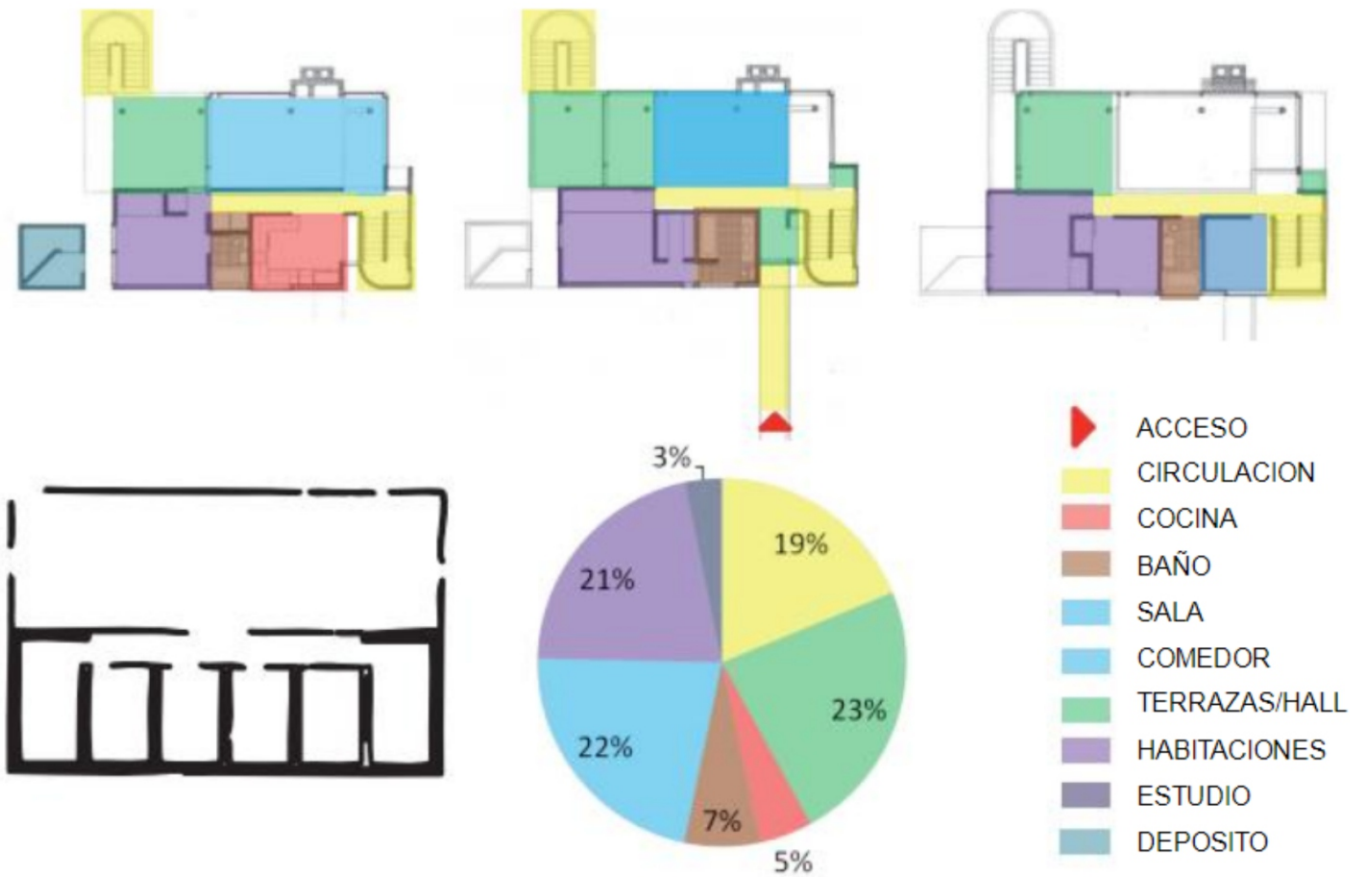 3%
19%
21%
23%
22%
7%
5%
ACCESO
CIRCULACION
COCINA
BAÑO
SALA
COMEDOR
TERRAZAS/HALL
HABITACIONES
ESTUDIO
DEPOSITO